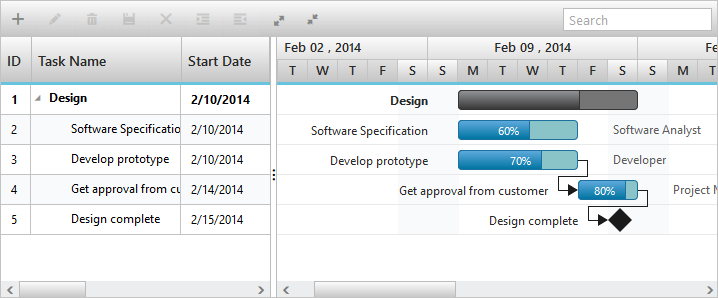 Search
ID Task Name Start Date
1 Design 2/10/2014
2 Software Specificatio 2/10/2014
3 Develop prototype 2/10/2014
4 Get approval from cu 2/14/2014
5 Design complete 2/15/2014
Feb 02 , 2014 Feb 09 , 2014 Fe
T W T F S S M T W T F S S M T
Design
Software Specification 60% Software Analyst
Develop prototype 70% Developer
Get approval from customer 80% Project M
Design complete